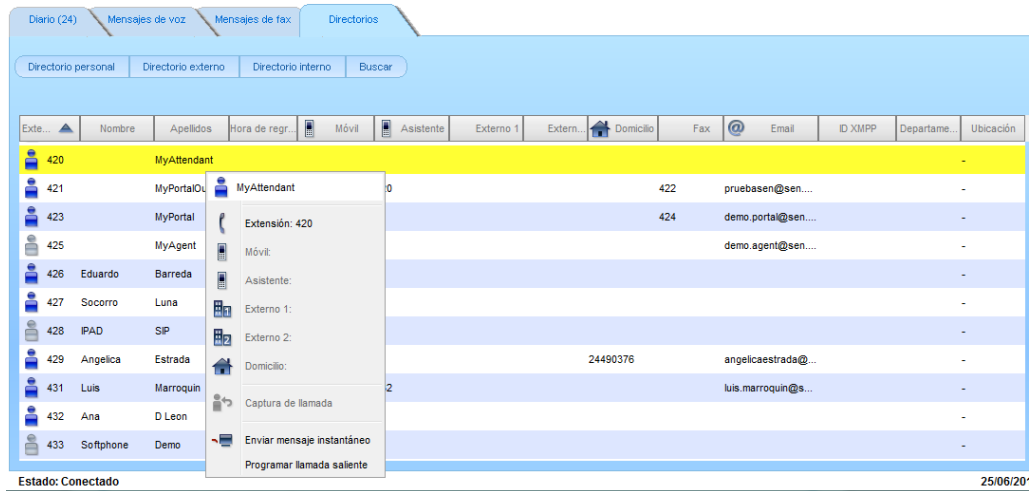 Diario (24) Mensajes de voz Mensajes de fax Directorios
Directorio personal Directorio externo Directorio interno Buscar
Exte... Nombre Apellidos Hora de regr... Móvil Asistente Externo 1 Extern... Domicilio Fax @ Email ID XMPP Departame... Ubicación
420 MyAttendant -
421 MyPortalOu 0 422 pruebasen@sen.... -
423 MyPortal 424 demo.portal@sen.... -
425 MyAgent demo.agent@sen.... -
426 Eduardo Barreda -
427 Socorro Luna -
428 IPAD SIP -
429 Angelica Estrada 24490376 angelicaestrada@... -
431 Luis Marroquin 2 luis.marroquin@s... -
432 Ana D Leon -
433 Softphone Demo -
MyAttendant
Extensión: 420
Móvil:
Asistente:
1 Externo 1:
2 Externo 2:
Domicilio:
Captura de llamada
Enviar mensaje instantáneo
Programar llamada saliente
Estado: Conectado 25/06/201